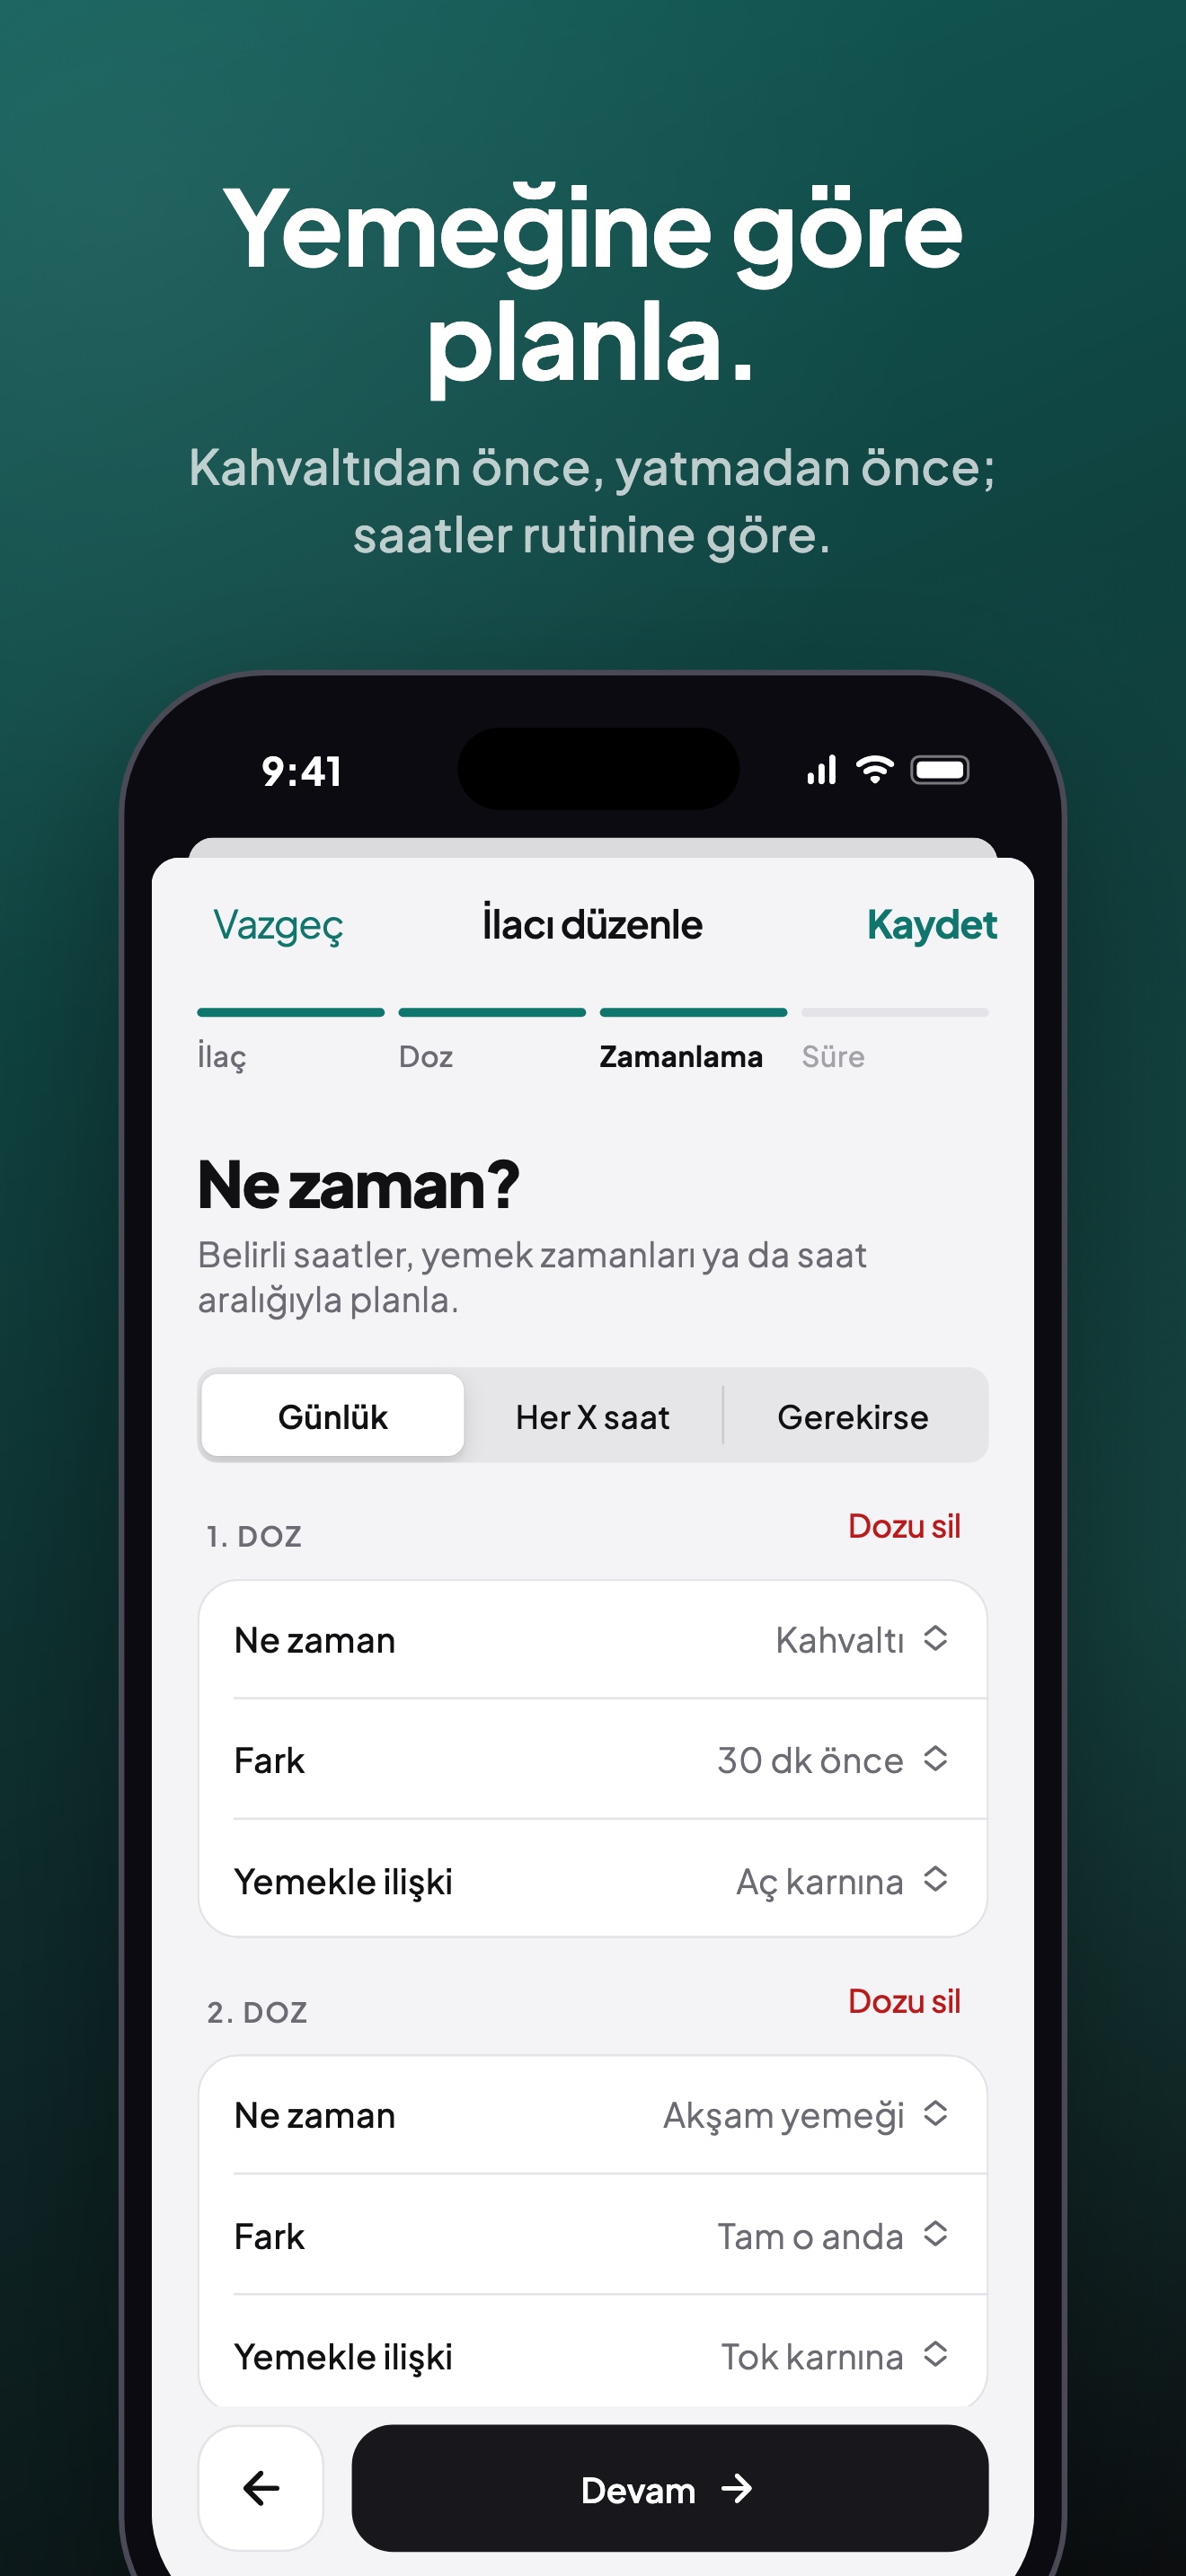 Yemeğine göre
planla.
Kahvaltıdan önce, yatmadan önce;
saatler rutinine göre.
9:41
Vazgeç İlacı düzenle Kaydet
İlaç Doz Zamanlama Süre
Ne zaman?
Belirli saatler, yemek zamanları ya da saat
aralığıyla planla.
Günlük Her X saat Gerekirse
1. DOZ Dozu sil
Ne zaman Kahvaltı
Fark 30 dk önce
Yemekle ilişki Aç karnına
2. DOZ Dozu sil
Ne zaman Akşam yemeği
Fark Tam o anda
Yemekle ilişki Tok karnına
Devam